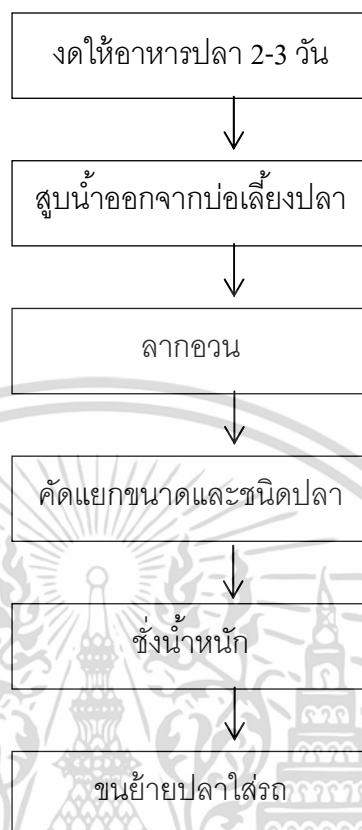 งดให้อาหารปลา 2-3 วัน
สูบน้ำออกจากบ่อเลี้ยงปลา
ลากอวน
คัดแยกขนาดและชนิดปลา
ชั่งน้ำหนัก
ขนย้ายปลาใส่รถ